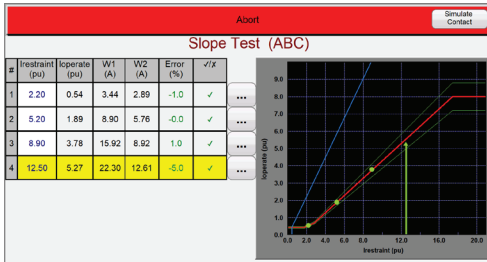 Abort
Simulate
Contact
Slope Test (ABC)
# Irestraint (pu) Ioperate (pu) W1 (A) W2 (A) Error (%) ✓/✗
1 2.20 0.54 3.44 2.89 -1.0 ✓ ...
2 5.20 1.89 8.90 5.76 -0.0 ✓ ...
3 8.90 3.78 15.92 8.92 1.0 ✓ ...
4 12.50 5.27 22.30 12.61 -5.0 ✓ ...
Ioperate (pu)
9.0
8.0
7.0
6.0
5.0
4.0
3.0
2.0
1.0
0.0
0.0 2.0 4.0 6.0 8.0 12.0 16.0 20.0
Irestraint (pu)